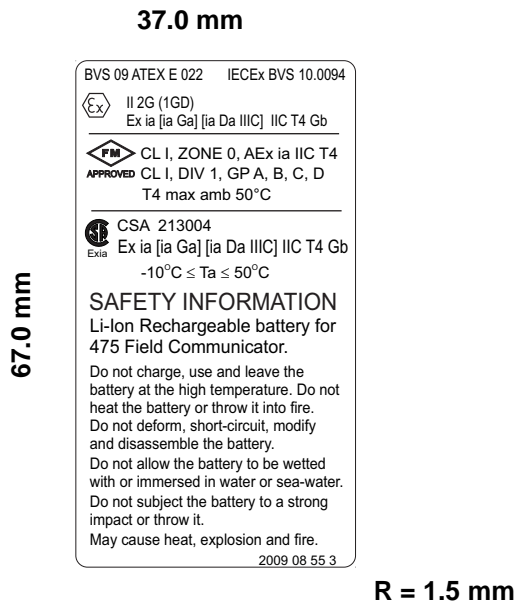 37.0 mm
BVS 09 ATEX E 022 IECEx BVS 10.0094
Ex II 2G (1GD)
Ex ia [ia Ga] [ia Da IIIC] IIC T4 Gb
FM CL I, ZONE 0, AEx ia IIC T4
APPROVED CL I, DIV 1, GP A, B, C, D
T4 max amb 50°C
CSA 213004
Exia Ex ia [ia Ga] [ia Da IIIC] IIC T4 Gb
-10°C ≤ Ta ≤ 50°C
67.0 mm
SAFETY INFORMATION
Li-Ion Rechargeable battery for
475 Field Communicator.
Do not charge, use and leave the
battery at the high temperature. Do not
heat the battery or throw it into fire.
Do not deform, short-circuit, modify
and disassemble the battery.
Do not allow the battery to be wetted
with or immersed in water or sea-water.
Do not subject the battery to a strong
impact or throw it.
May cause heat, explosion and fire.
2009 08 55 3
R = 1.5 mm